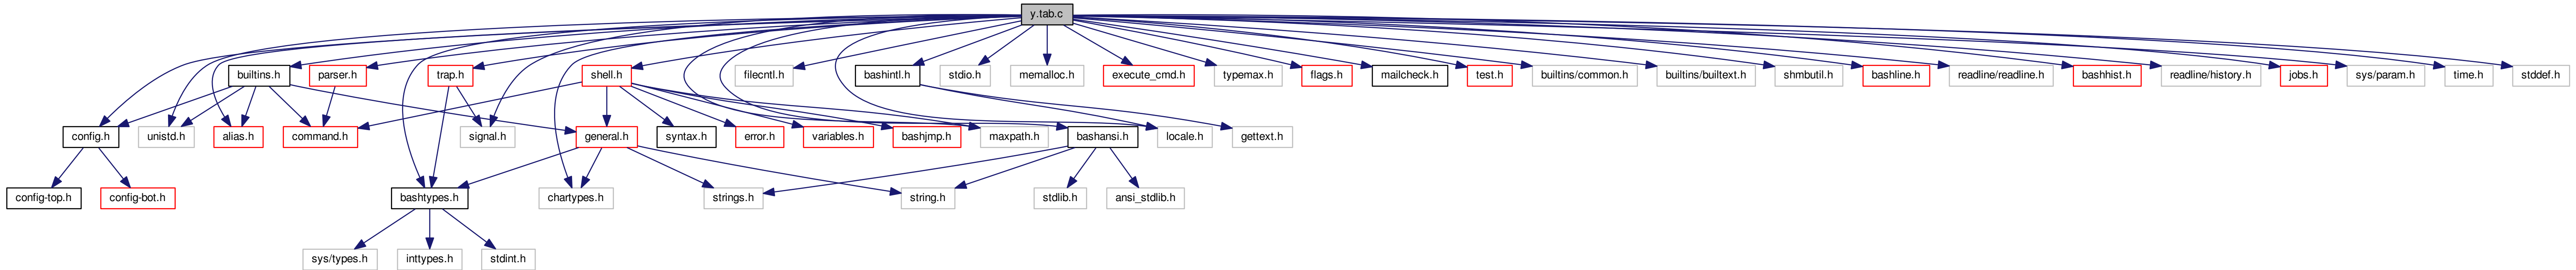 y.tab.c
builtins.h
parser.h
trap.h
shell.h
filecntl.h
bashintl.h
stdio.h
memalloc.h
execute_cmd.h
typemax.h
flags.h
mailcheck.h
test.h
builtins/common.h
builtins/builtext.h
shmbutil.h
bashline.h
readline/readline.h
bashhist.h
readline/history.h
jobs.h
sys/param.h
time.h
stddef.h
config.h
unistd.h
alias.h
command.h
signal.h
general.h
syntax.h
error.h
variables.h
bashjmp.h
maxpath.h
bashansi.h
locale.h
gettext.h
config-top.h
config-bot.h
bashtypes.h
chartypes.h
strings.h
string.h
stdlib.h
ansi_stdlib.h
sys/types.h
inttypes.h
stdint.h